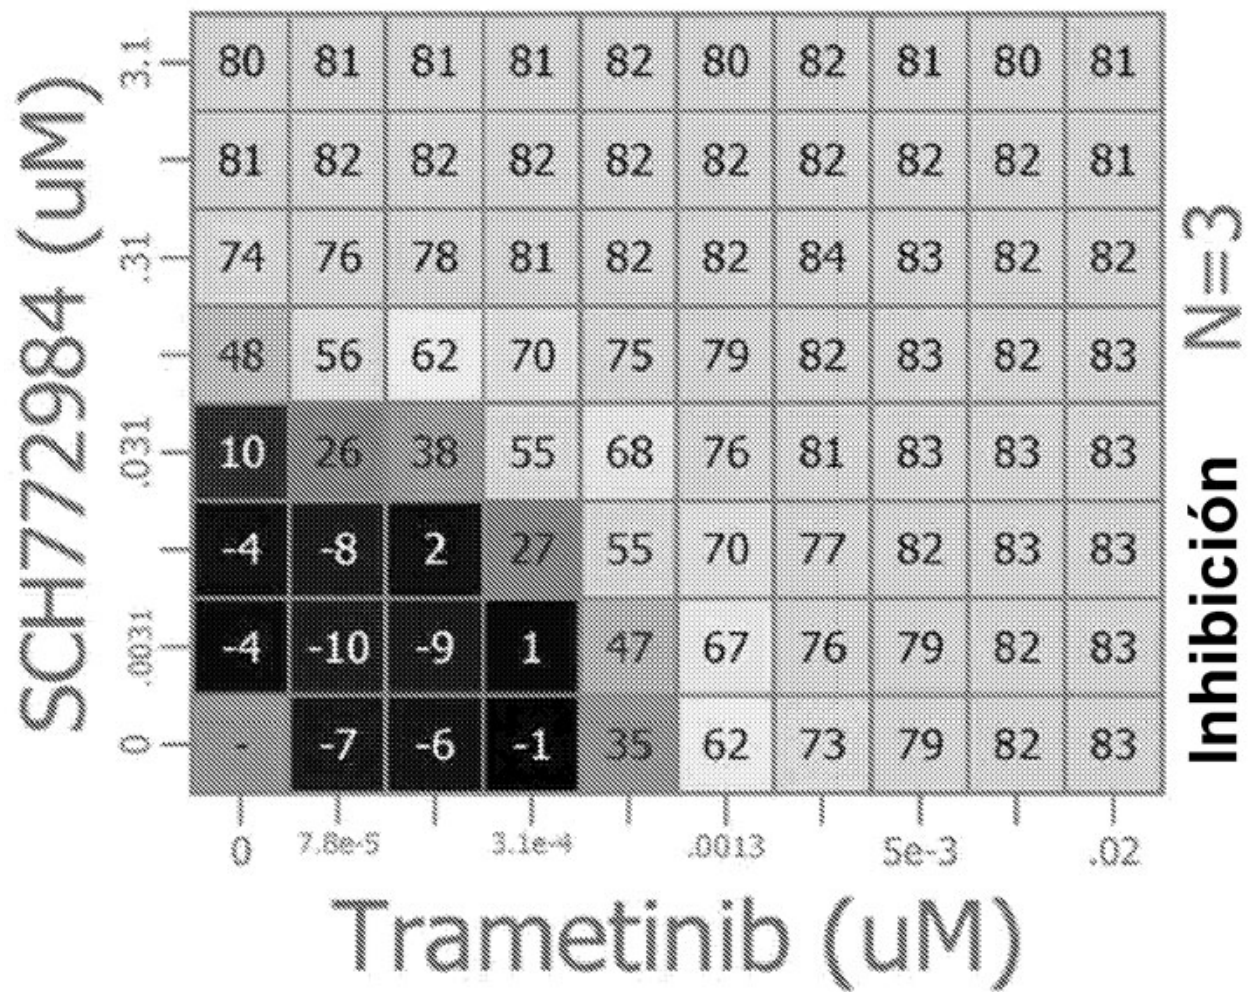 SCH772984 (uM)
3.1 80 81 81 81 82 80 82 81 80 81
81 82 82 82 82 82 82 82 82 81
.31 74 76 78 81 82 82 84 83 82 82
48 56 62 70 75 79 82 83 82 83
.031 10 26 38 55 68 76 81 83 83 83
-4 -8 2 27 55 70 77 82 83 83
.0031 -4 -10 -9 1 47 67 76 79 82 83
0 - -7 -6 -1 35 62 73 79 82 83
0 7.8e-5 3.1e-4 .0013 5e-3 .02
Trametinib (uM)
Inhibición N=3